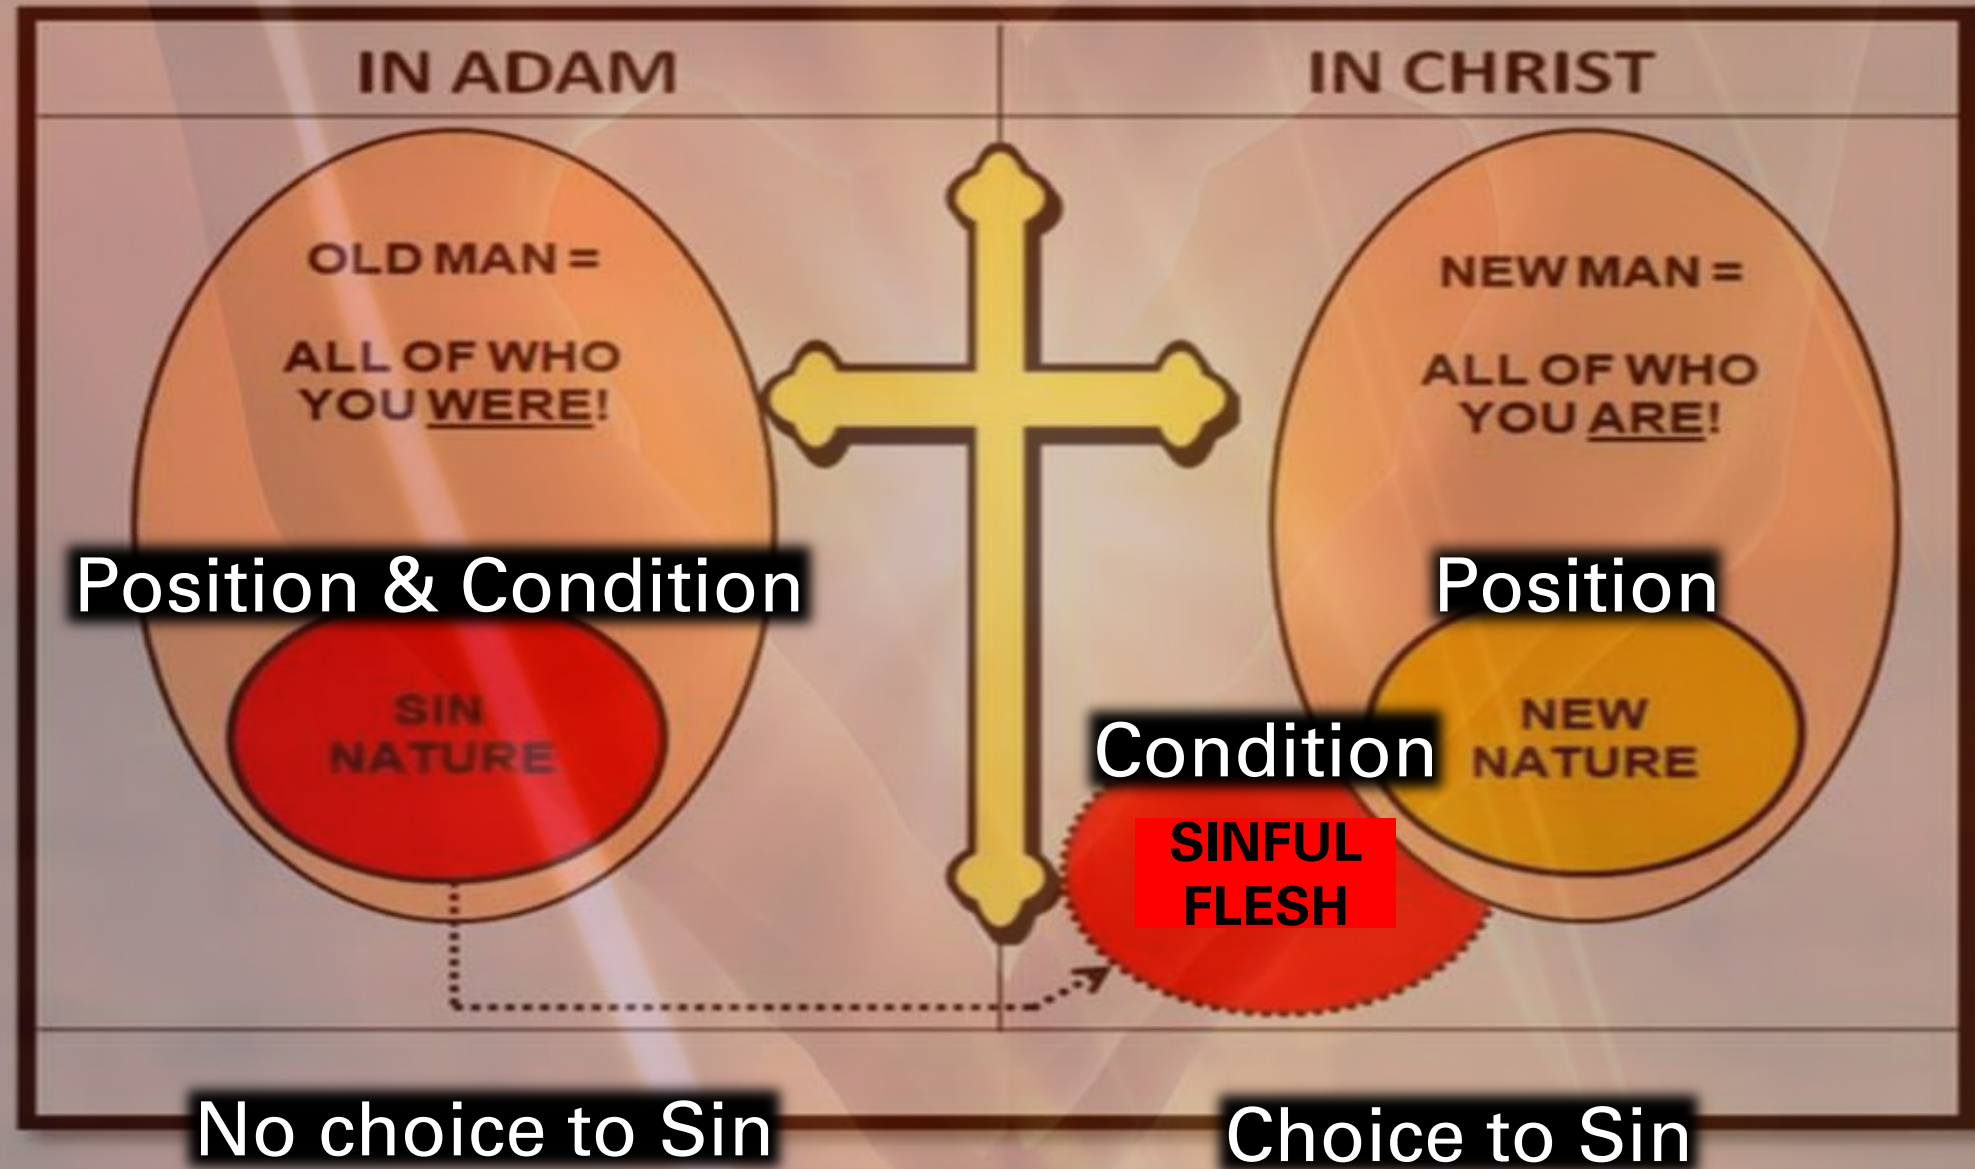 IN ADAM
IN CHRIST
OLD MAN =
ALL OF WHO
YOU WERE!
Position & Condition
SIN
NATURE
No choice to Sin
NEW MAN =
ALL OF WHO
YOU ARE!
Position
NEW
NATURE
Condition
SINFUL
FLESH
Choice to Sin